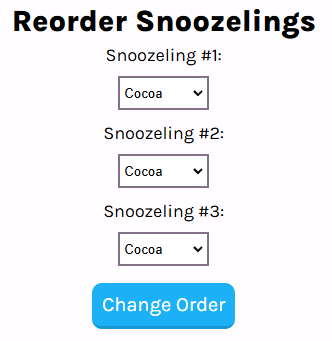 Reorder Snoozelings
Snoozeling #1:
Cocoa
Snoozeling #2:
Cocoa
Snoozeling #3:
Cocoa
Change Order